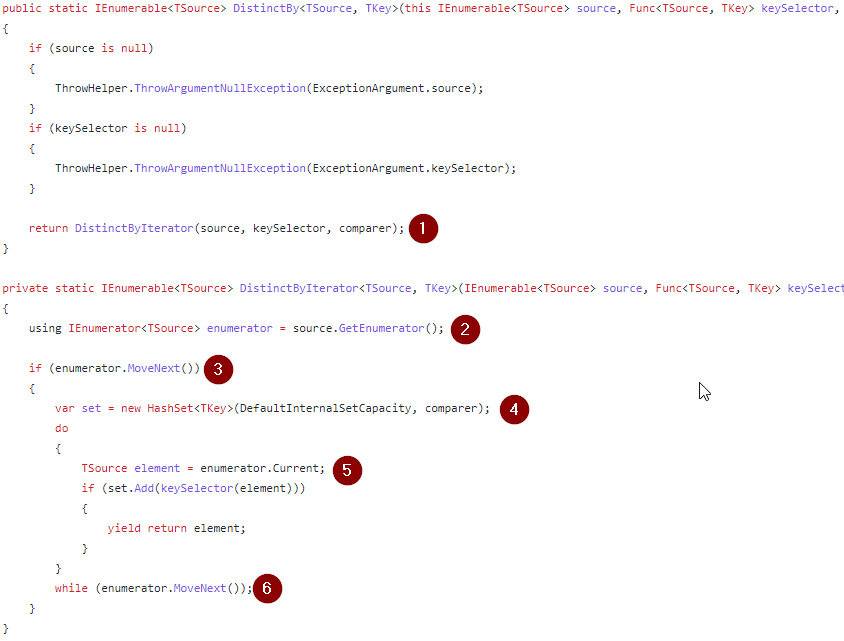 public static IEnumerable<TSource> DistinctBy<TSource, TKey>(this IEnumerable<TSource> source, Func<TSource, TKey> keySelector,
{
    if (source is null)
    {
        ThrowHelper.ThrowArgumentNullException(ExceptionArgument.source);
    }
    if (keySelector is null)
    {
        ThrowHelper.ThrowArgumentNullException(ExceptionArgument.keySelector);
    }
    return DistinctByIterator(source, keySelector, comparer); 1
}
private static IEnumerable<TSource> DistinctByIterator<TSource, TKey>(IEnumerable<TSource> source, Func<TSource, TKey> keySelect
{
    using IEnumerator<TSource> enumerator = source.GetEnumerator(); 2
    if (enumerator.MoveNext()) 3
    {
        var set = new HashSet<TKey>(DefaultInternalSetCapacity, comparer); 4
        do
        {
            TSource element = enumerator.Current; 5
            if (set.Add(keySelector(element)))
            {
                yield return element;
            }
        }
        while (enumerator.MoveNext()); 6
    }
}